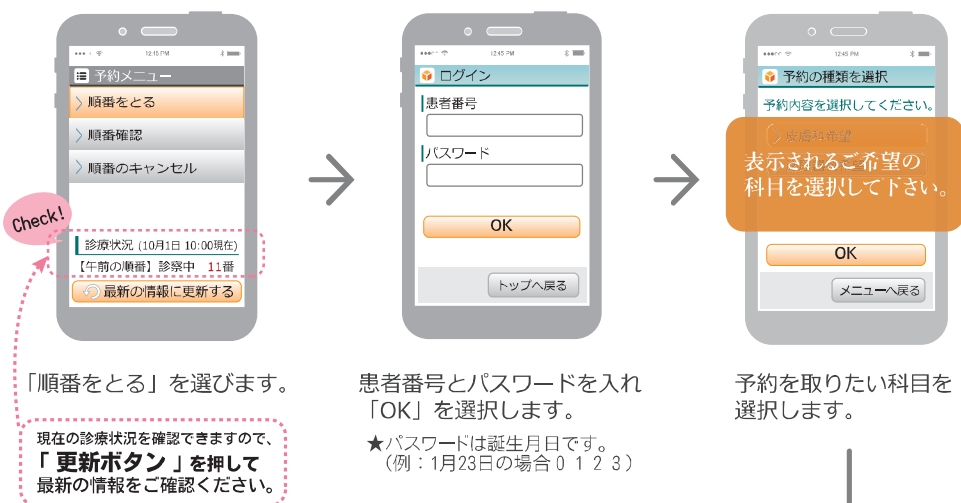 12:15 PM
予約メニュー
順番をとる
順番確認
順番のキャンセル
Check!
診療状況 (10月1日 10:00現在)
【午前の順番】診察中 11番
最新の情報に更新する
「順番をとる」を選びます。
現在の診療状況を確認できますので、
「 更新ボタン 」を押して
最新の情報をご確認ください。
12:45 PM
ログイン
患者番号
パスワード
OK
トップへ戻る
患者番号とパスワードを入れ
「OK」を選択します。
★パスワードは誕生月日です。
（例：1月23日の場合０１２３）
12:45 PM
予約の種類を選択
予約内容を選択してください。
皮膚科希望
表示されるご希望の
科目を選択して下さい。
OK
メニューへ戻る
予約を取りたい科目を
選択します。